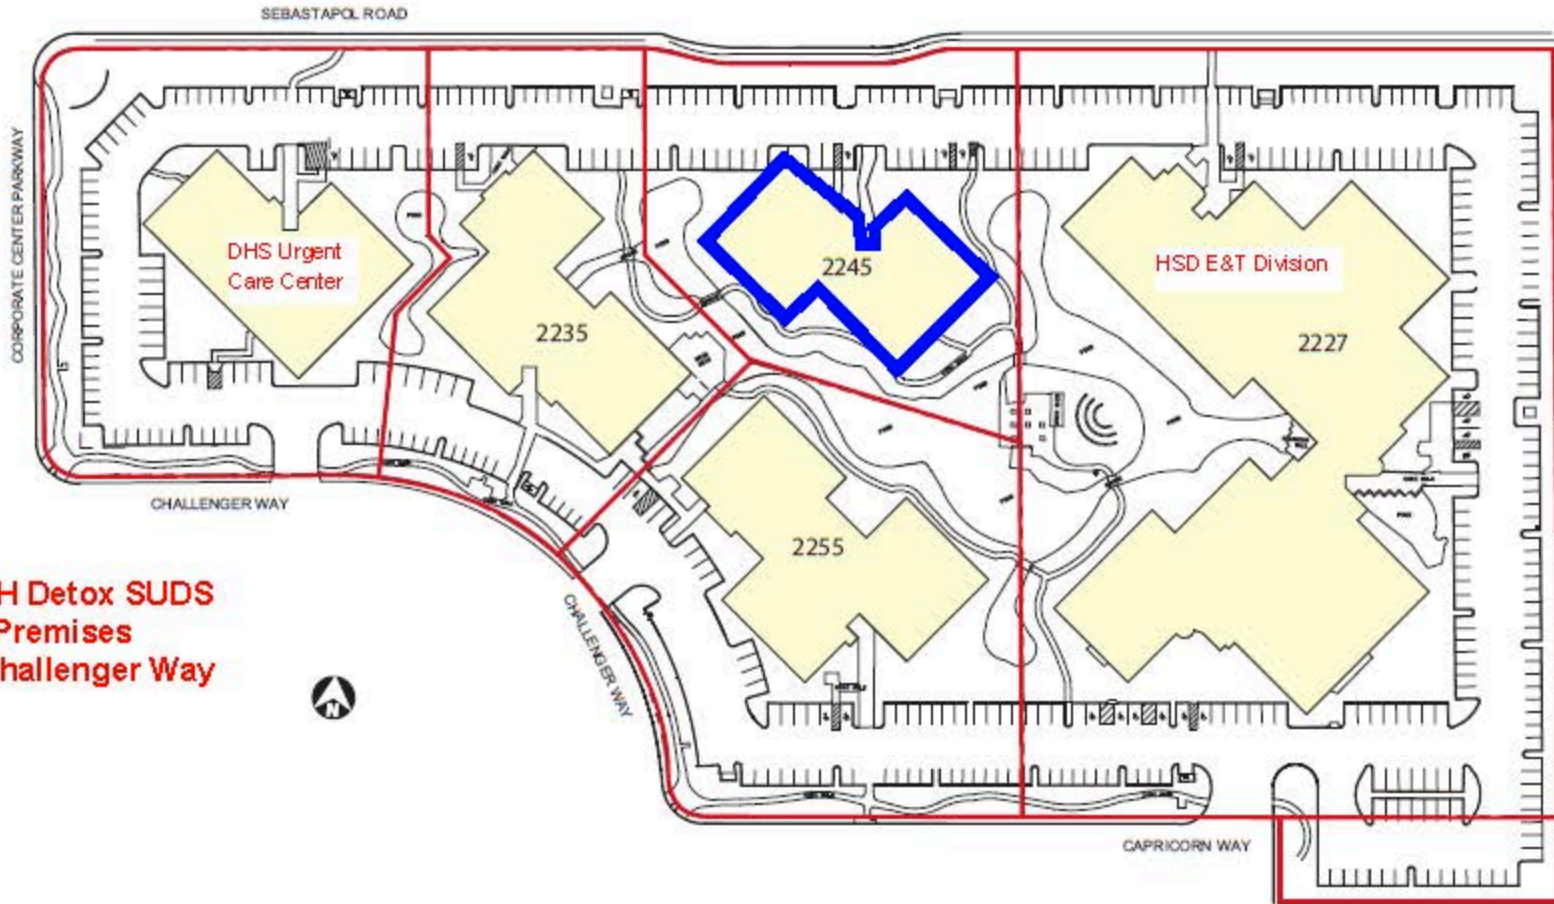 SEBASTAPOL ROAD
CORPORATE CENTER PARKWAY
DHS Urgent
Care Center
2235
2245
HSD E&T Division
2227
2255
CHALLENGER WAY
H Detox SUDS
Premises
hallenger Way
CHALLENGER WAY
N
CAPRICORN WAY